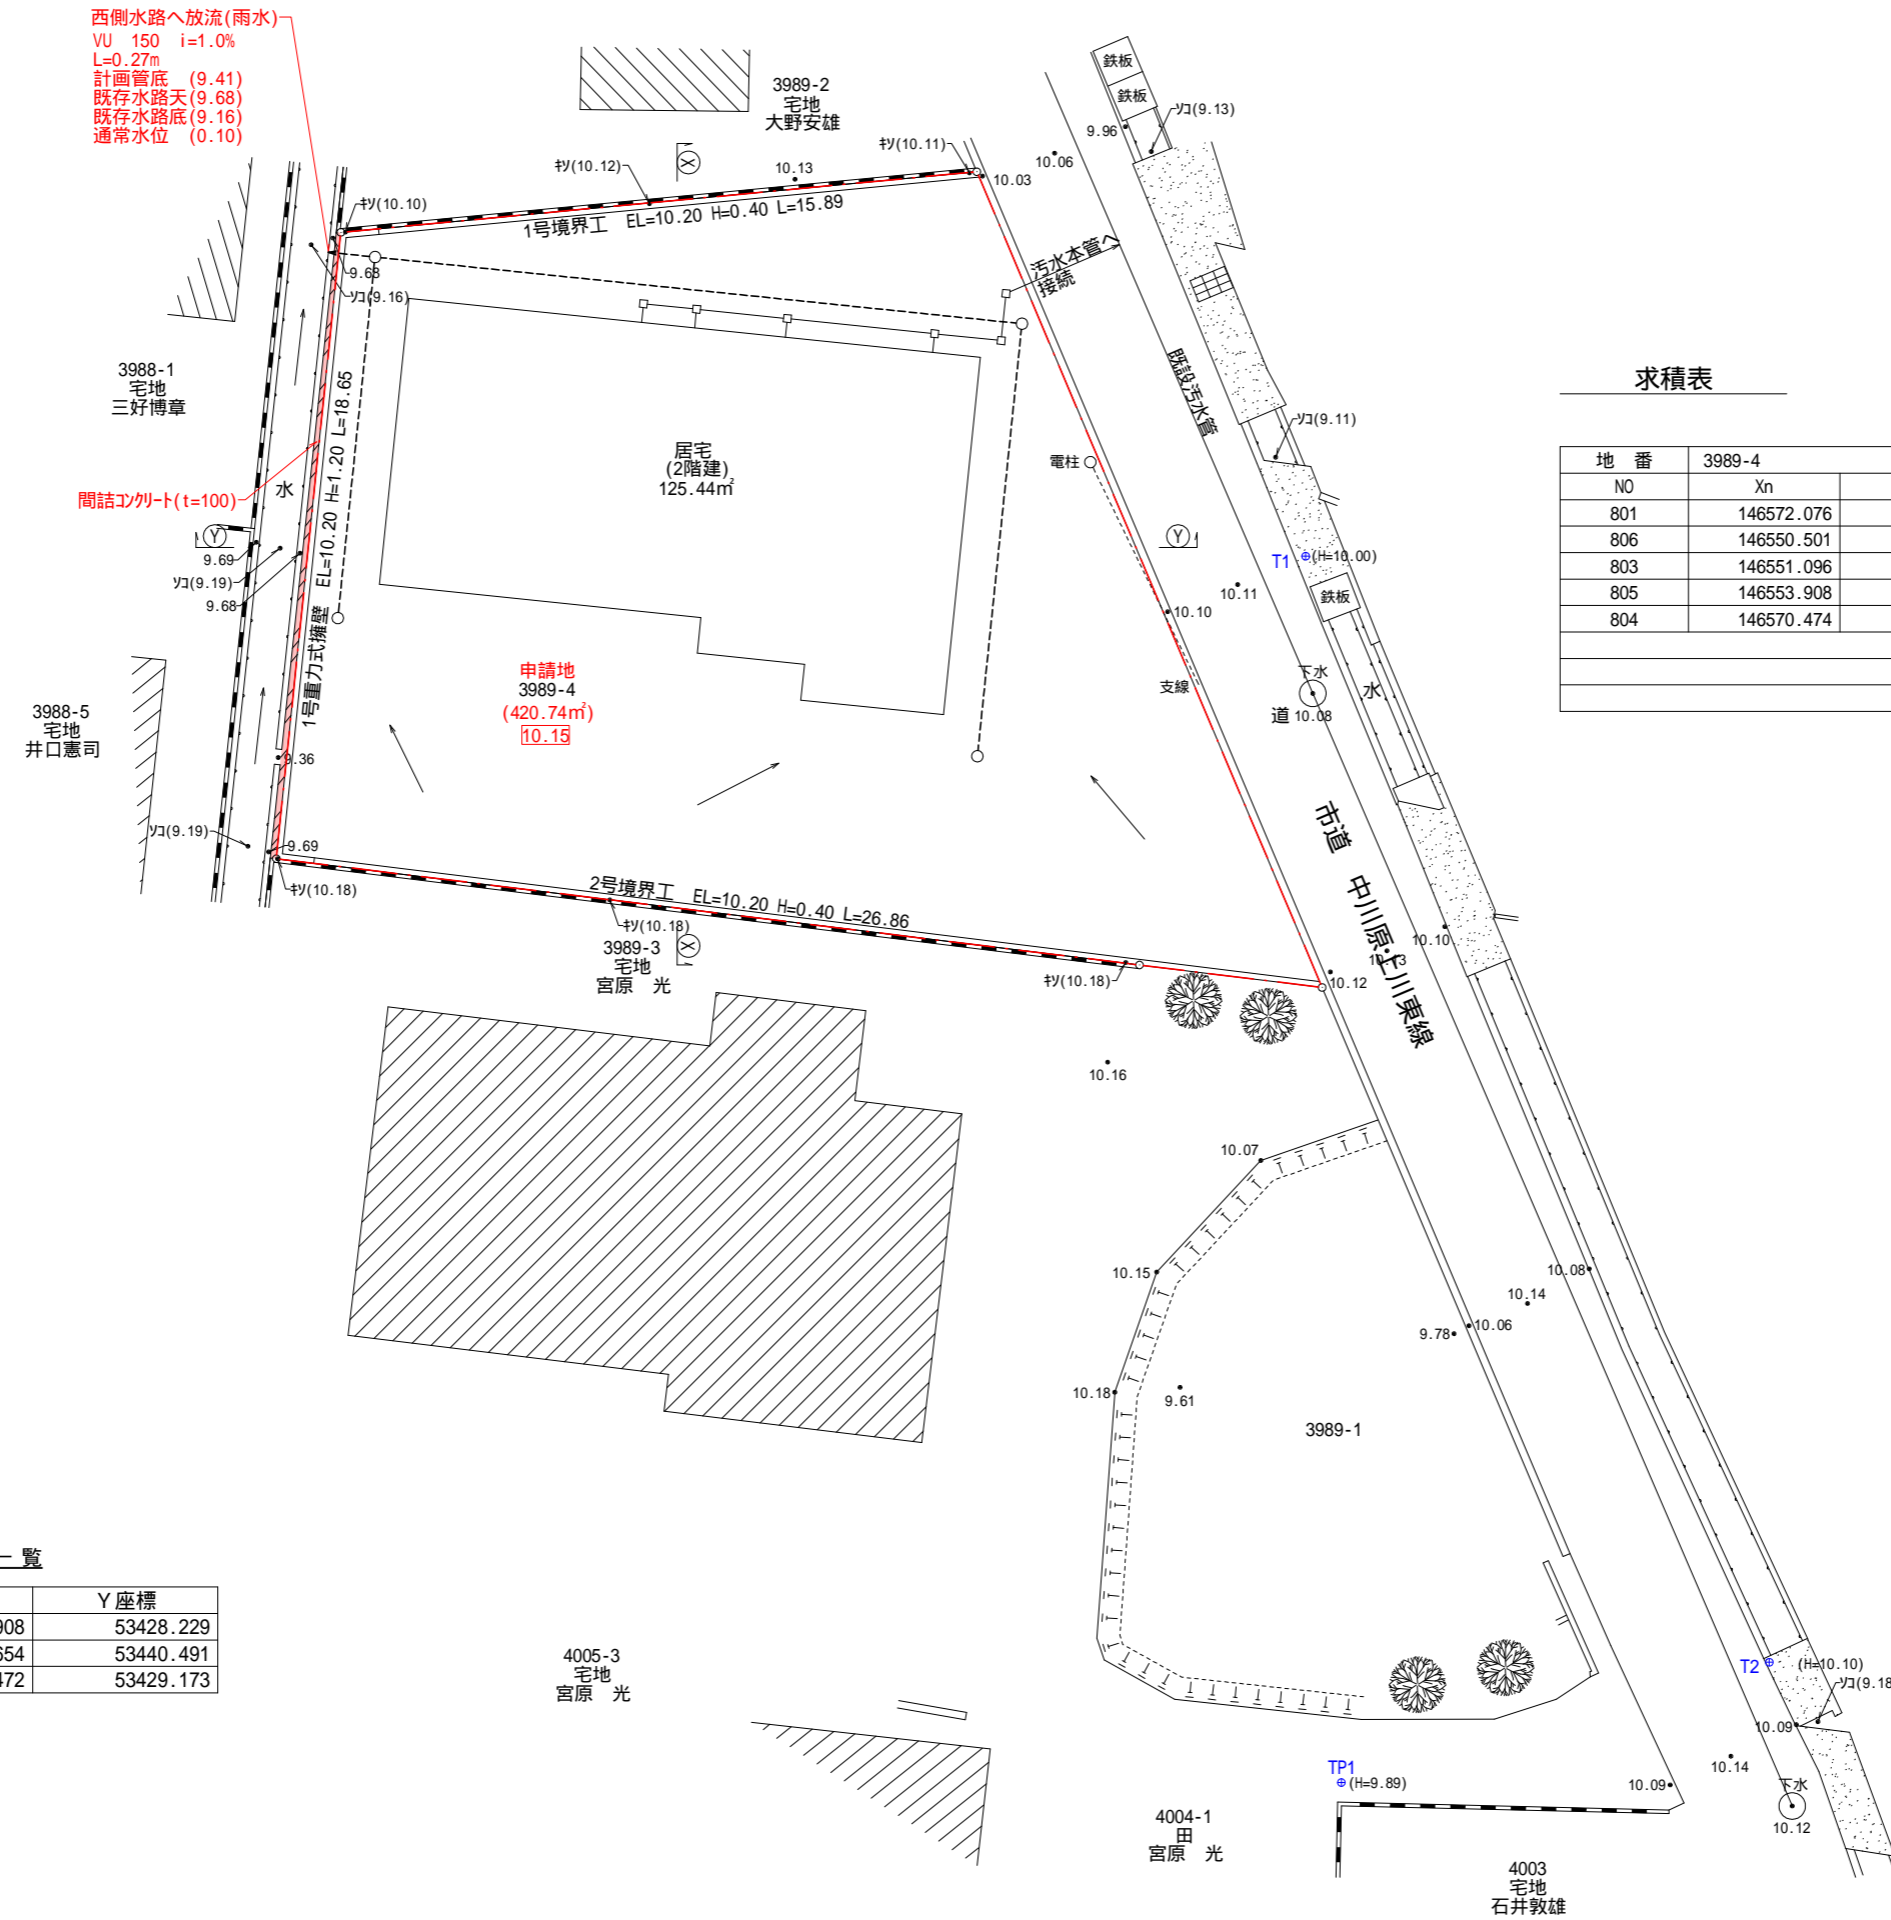 西側水路へ放流(雨水)
VU 150 i=1.0%
L=0.27m
計画管底 (9.41)
既存水路天(9.68)
既存水路底(9.16)
通常水位 (0.10)
3989-2
宅地
大野安雄
鉄板
鉄板
ｿｺ(9.13)
9.96
10.06
ｷｿ(10.11)
10.03
ｷｿ(10.12)
10.13
ｷｿ(10.10)
1号境界工 EL=10.20 H=0.40 L=15.89
9.68
ｿｺ(9.16)
汚水本管へ
接続
既設汚水管
3988-1
宅地
三好博章
間詰ｺﾝｸﾘｰﾄ(t=100)
水
1号重力式擁壁 EL=10.20 H=1.20 L=18.65
居宅
(2階建)
125.44㎡
電柱
ｿｺ(9.11)
求積表
地 番 3989-4
NO Xn
801 146572.076
806 146550.501
803 146551.096
805 146553.908
804 146570.474
Y
9.69
ｿｺ(9.19)
9.68
Y
T1
(H=10.00)
10.11
10.10
鉄板
支線
下水
道
10.08
水
申請地
3989-4
(420.74㎡)
10.15
3988-5
宅地
井口憲司
9.36
ｿｺ(9.19)
9.69
ｷｿ(10.18)
2号境界工 EL=10.20 H=0.40 L=26.86
ｷｿ(10.18)
X
X
3989-3
宅地
宮原 光
ｷｿ(10.18)
10.12
10.10
市道 中川原・上川東線
10.16
10.07
10.15
10.18
9.61
9.78
10.06
10.14
10.08
3989-1
一 覧
Y座標
908 53428.229
654 53440.491
472 53429.173
4005-3
宅地
宮原 光
T2
(H=10.10)
ｿｺ(9.18
10.09
10.14
下水
10.12
TP1
(H=9.89)
10.09
4004-1
田
宮原 光
4003
宅地
石井敦雄